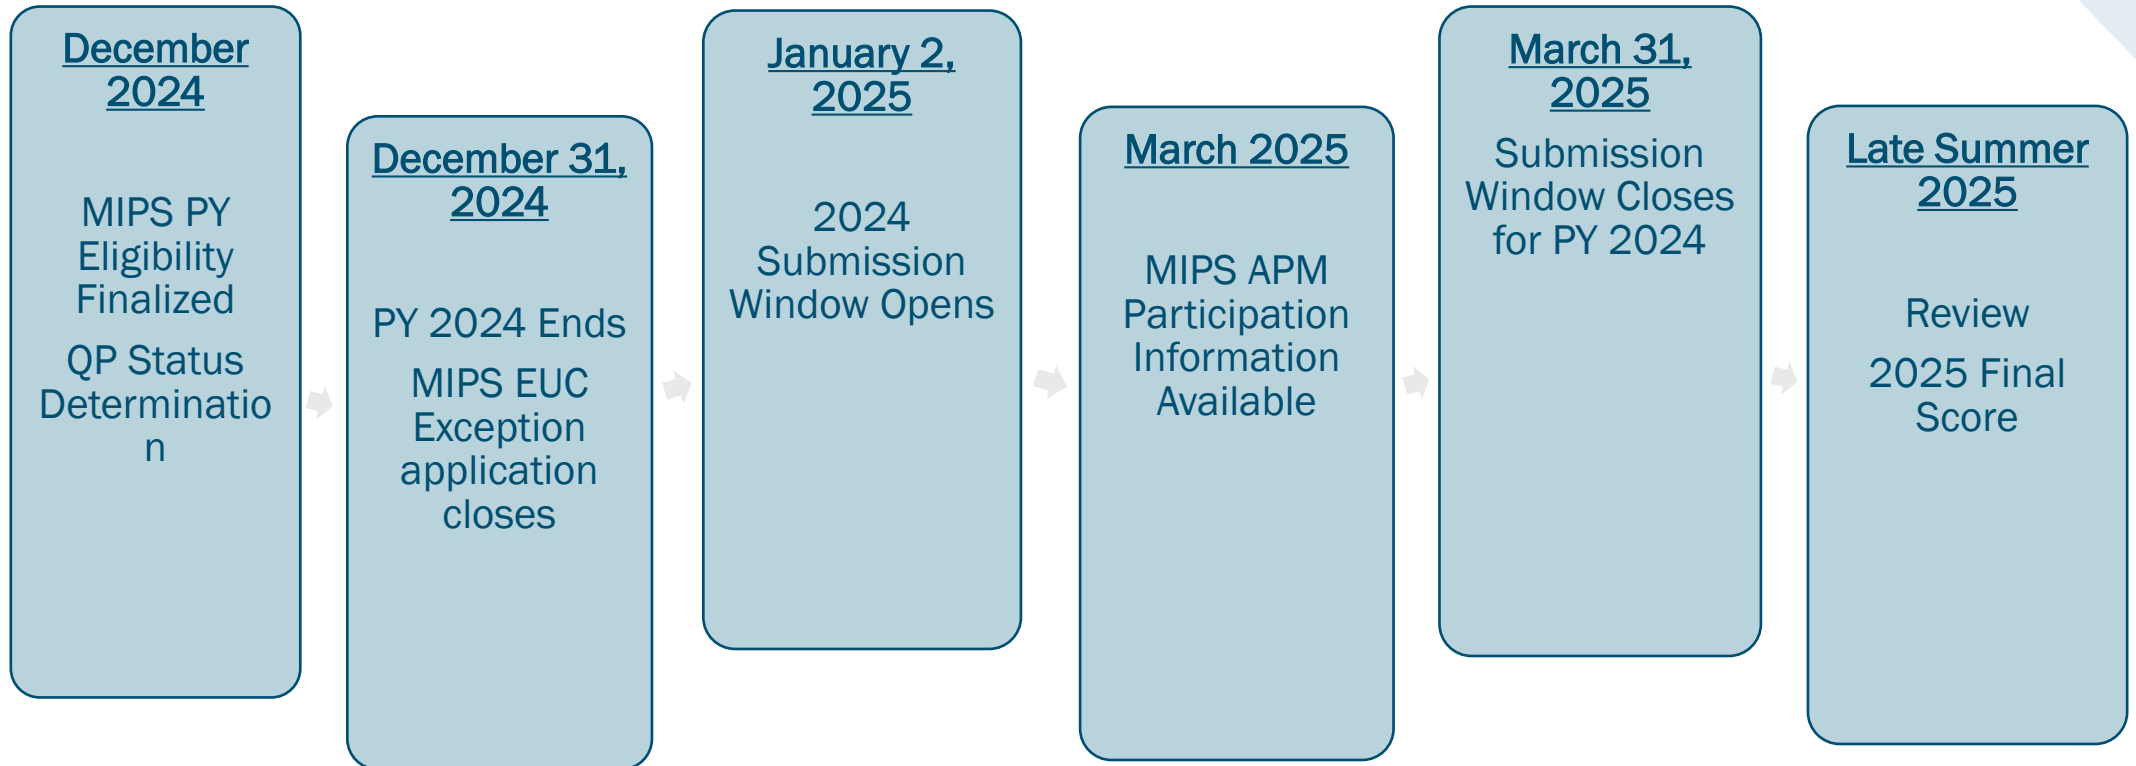 December
2024
MIPS PY
Eligibility
Finalized
QP Status
Determinatio
n
December 31,
2024
PY 2024 Ends
MIPS EUC
Exception
application
closes
January 2,
2025
2024
Submission
Window Opens
March 2025
MIPS APM
Participation
Information
Available
March 31,
2025
Submission
Window Closes
for PY 2024
Late Summer
2025
Review
2025 Final
Score